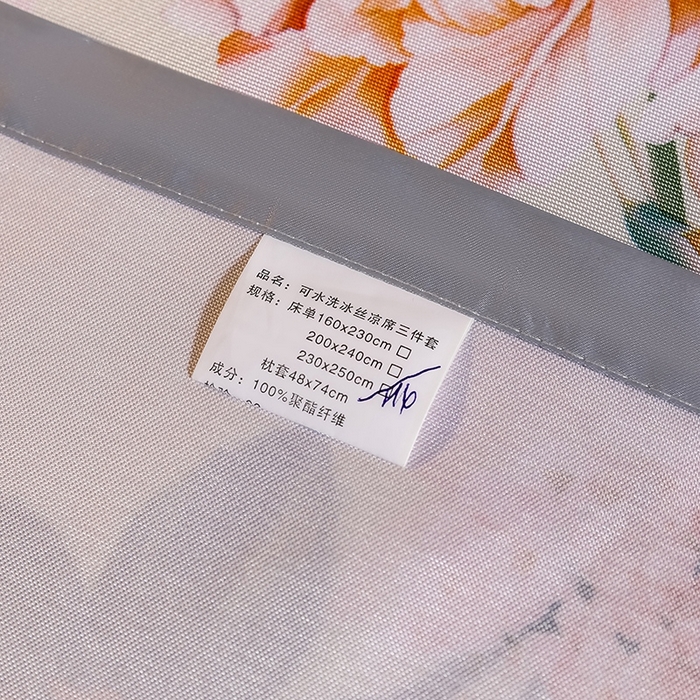 品名：可水洗冰丝凉席三件套
规格：床单160x230cm □
200x240cm □
230x250cm □
枕套48x74cm
成分：100%聚酯纤维